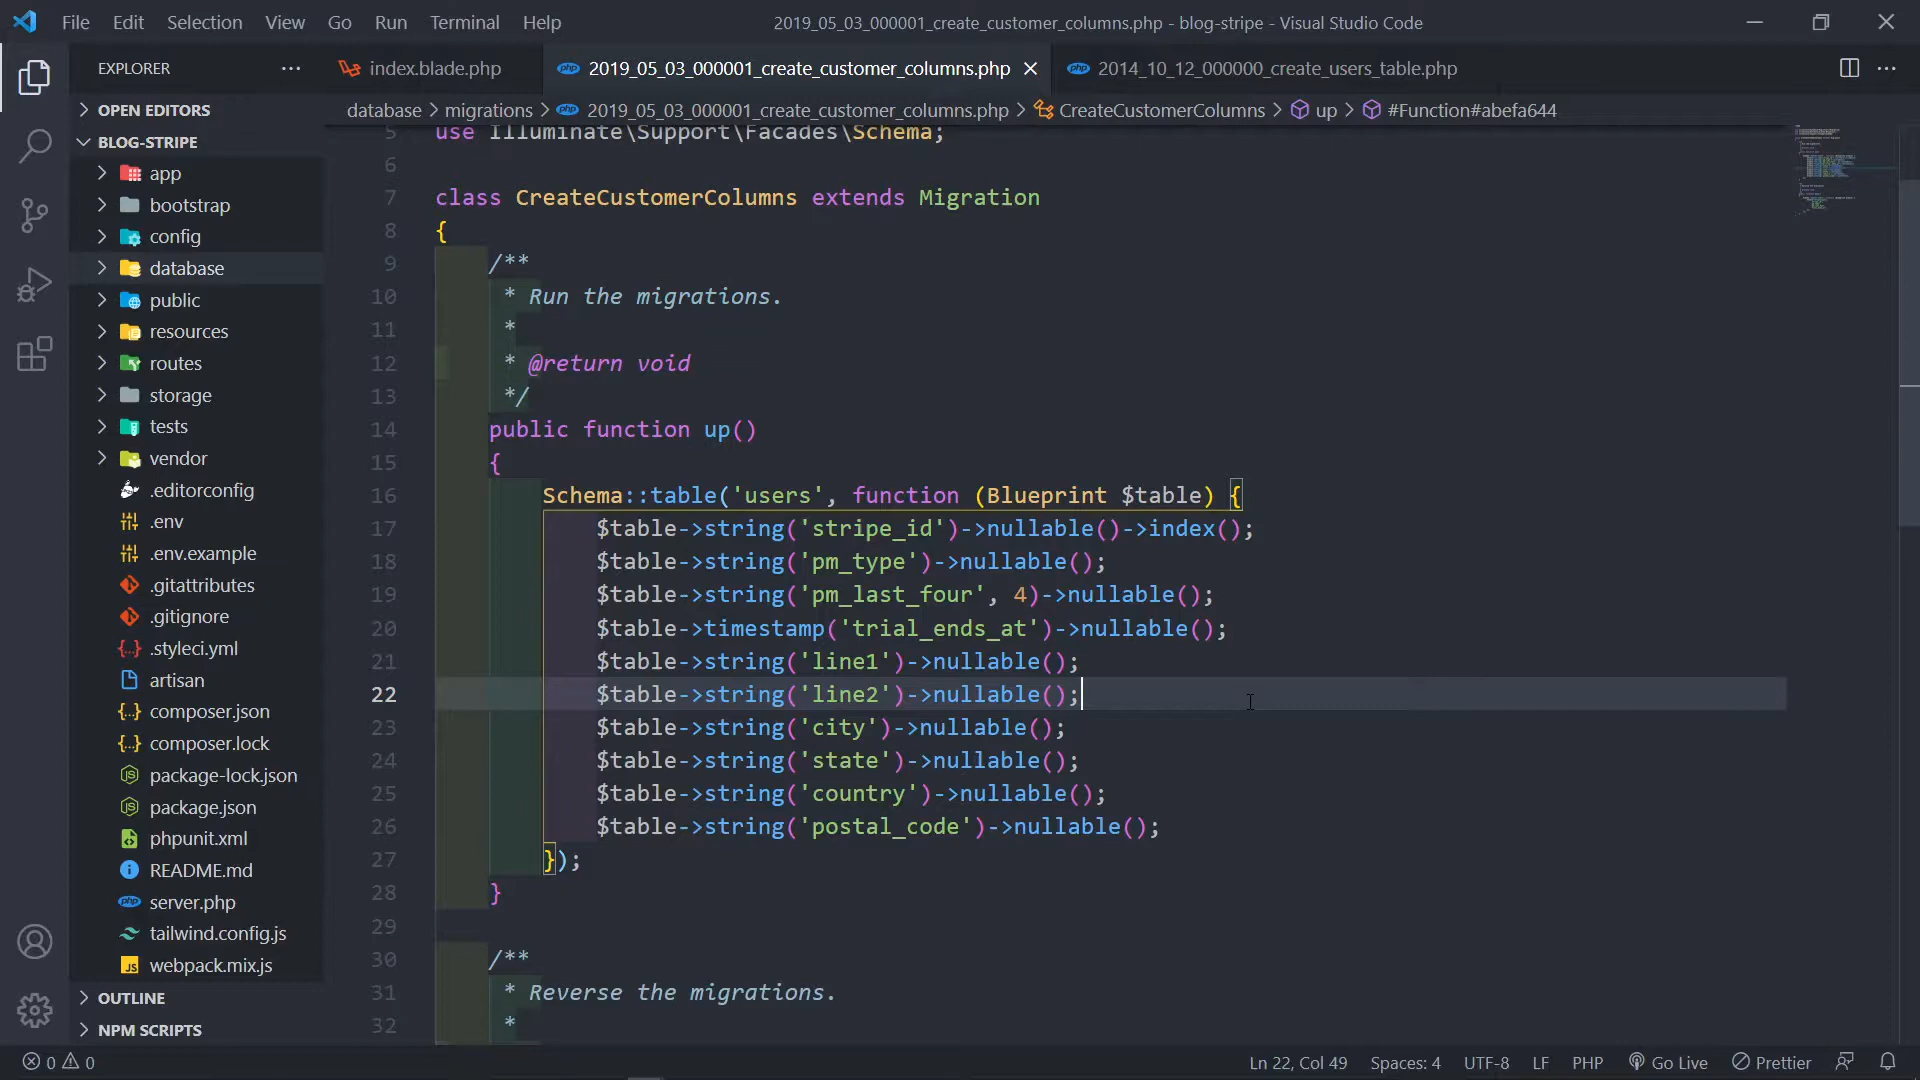 File Edit Selection View Go Run Terminal Help
2019_05_03_000001_create_customer_columns.php - blog-stripe - Visual Studio Code
EXPLORER
index.blade.php
php 2019_05_03_000001_create_customer_columns.php
php 2014_10_12_000000_create_users_table.php
OPEN EDITORS
BLOG-STRIPE
app
bootstrap
config
database
public
resources
routes
storage
tests
vendor
.editorconfig
.env
.env.example
.gitattributes
.gitignore
.styleci.yml
artisan
composer.json
composer.lock
package-lock.json
package.json
phpunit.xml
README.md
php server.php
tailwind.config.js
JS webpack.mix.js
OUTLINE
NPM SCRIPTS
database > migrations > php 2019_05_03_000001_create_customer_columns.php > CreateCustomerColumns > up > #Function#abefa644
5 use Illuminate\Support\Facades\Schema;
6
7 class CreateCustomerColumns extends Migration
8 {
9 /**
10 * Run the migrations.
11 *
12 * @return void
13 */
14 public function up()
15 {
16 Schema::table('users', function (Blueprint $table) {
17 $table->string('stripe_id')->nullable()->index();
18 $table->string('pm_type')->nullable();
19 $table->string('pm_last_four', 4)->nullable();
20 $table->timestamp('trial_ends_at')->nullable();
21 $table->string('line1')->nullable();
22 $table->string('line2')->nullable();
23 $table->string('city')->nullable();
24 $table->string('state')->nullable();
25 $table->string('country')->nullable();
26 $table->string('postal_code')->nullable();
27 });
28 }
29
30 /**
31 * Reverse the migrations.
32 *
0 0
Ln 22, Col 49 Spaces: 4 UTF-8 LF PHP Go Live Prettier